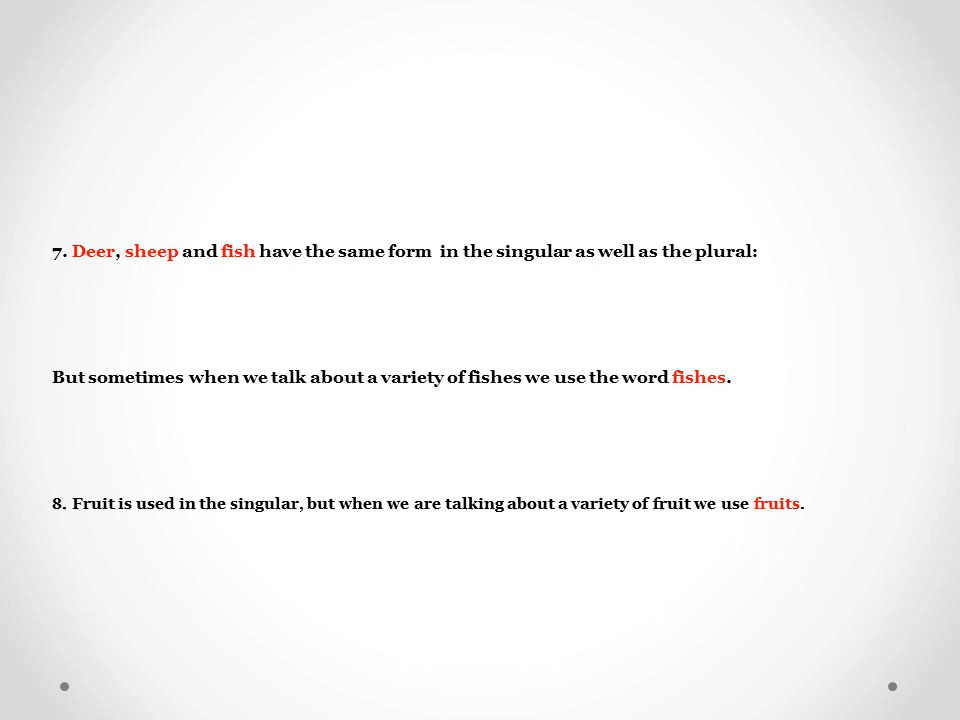 7. Deer, sheep and fish have the same form  in the singular as well as the plural:
But sometimes when we talk about a variety of fishes we use the word fishes.
8. Fruit is used in the singular, but when we are talking about a variety of fruit we use fruits.